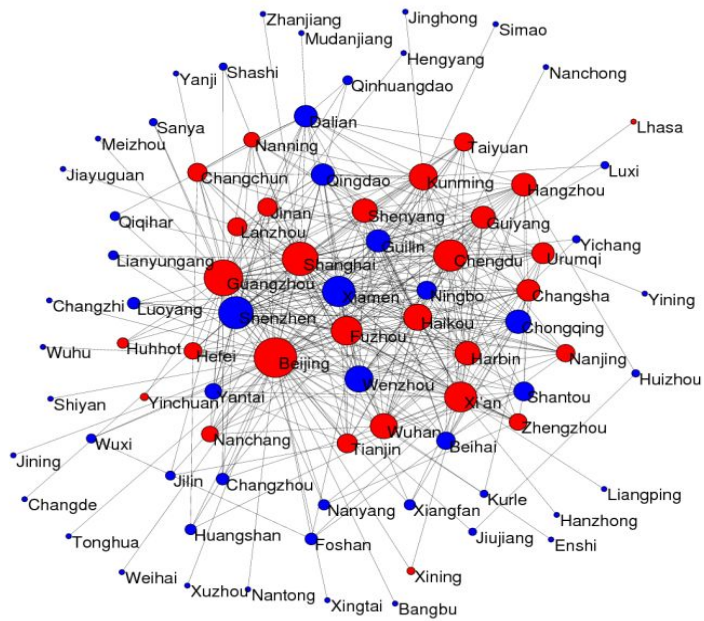 Zhanjiang
Jinghong
Simao
Mudanjiang
Hengyang
Nanchong
Yanji
Shashi
Qinhuangdao
Sanya
Dalian
Lhasa
Meizhou
Nanning
Taiyuan
Jiayuguan
Changchun
Qingdao
Kunming
Luxi
Hangzhou
Jinan
Shenyang
Guiyang
Qiqihar
Lanzhou
Guilin
Yichang
Lianyungang
Shanghai
Chengdu
Urumqi
Guangzhou
Xiamen
Ningbo
Changsha
Yining
Changzhi
Luoyang
Shenzhen
Haikou
Chongqing
Fuzhou
Wuhu
Huhhot
Hefei
Beijing
Harbin
Nanjing
Huizhou
Shiyan
Yinchuan
Yantai
Wenzhou
Xi'an
Shantou
Wuxi
Nanchang
Tianjin
Wuhan
Beihai
Zhengzhou
Jining
Jilin
Changzhou
Changde
Nanyang
Xiangfan
Kurle
Liangping
Tonghua
Huangshan
Foshan
Jiujiang
Enshi
Hanzhong
Weihai
Xuzhou
Nantong
Xining
Xingtai
Bangbu